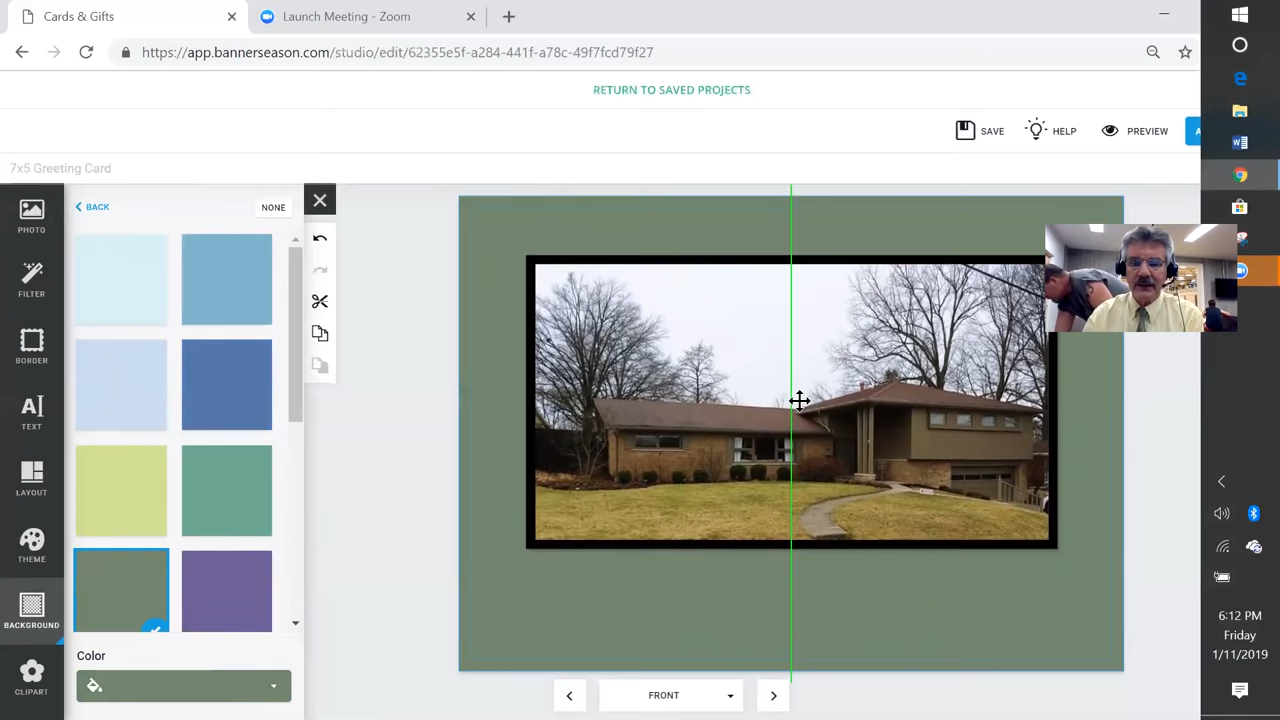 Cards & Gifts
Launch Meeting - Zoom
https://app.bannerseason.com/studio/edit/62355e5f-a284-441f-a78c-49f7fcd79f27
RETURN TO SAVED PROJECTS
SAVE
HELP
PREVIEW
A
7x5 Greeting Card
PHOTO
FILTER
BORDER
TEXT
LAYOUT
THEME
BACKGROUND
CLIPART
BACK
NONE
Color
FRONT
6:12 PM
Friday
1/11/2019